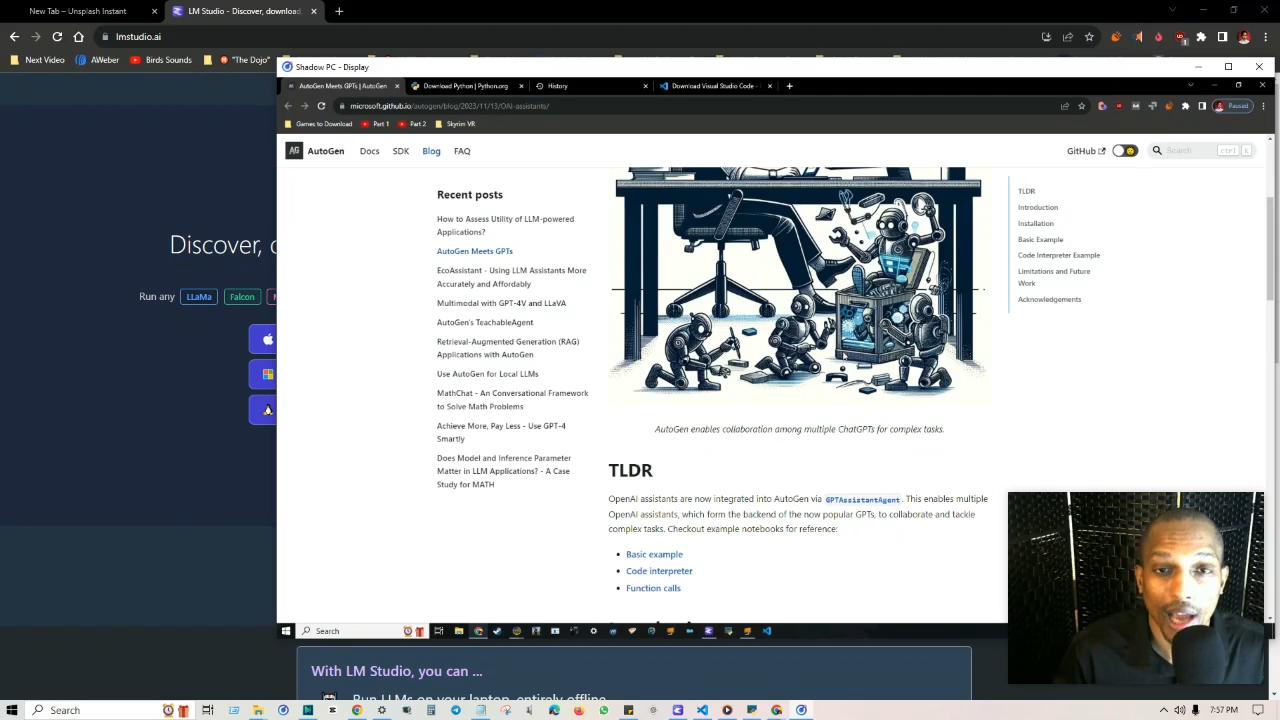 New Tab – Unsplash Instant
LM Studio - Discover, download,
lmstudio.ai
Next Video
AWeber
Birds Sounds
"The Dojo"
Shadow PC - Display
AutoGen Meets GPTs | AutoGen
Download Python | Python.org
History
Download Visual Studio Code -
microsoft.github.io/autogen/blog/2023/11/13/OAI-assistants/
Paused
Games to Download
Part 1
Part 2
Skyrim VR
AG
AutoGen
Docs
SDK
Blog
FAQ
GitHub
Search
ctrl
K
Discover, d
Run any
LLaMa
Falcon
M
Recent posts
How to Assess Utility of LLM-powered
Applications?
AutoGen Meets GPTs
EcoAssistant - Using LLM Assistants More
Accurately and Affordably
Multimodal with GPT-4V and LLaVA
AutoGen's TeachableAgent
Retrieval-Augmented Generation (RAG)
Applications with AutoGen
Use AutoGen for Local LLMs
MathChat - An Conversational Framework
to Solve Math Problems
Achieve More, Pay Less - Use GPT-4
Smartly
Does Model and Inference Parameter
Matter in LLM Applications? - A Case
Study for MATH
AutoGen enables collaboration among multiple ChatGPTs for complex tasks.
TLDR
OpenAI assistants are now integrated into AutoGen via GPTAssistantAgent. This enables multiple
OpenAI assistants, which form the backend of the now popular GPTs, to collaborate and tackle
complex tasks. Checkout example notebooks for reference:
Basic example
Code interpreter
Function calls
TLDR
Introduction
Installation
Basic Example
Code Interpreter Example
Limitations and Future
Work
Acknowledgements
Search
With LM Studio, you can ...
Run LLMs on your laptop, entirely offline
Search
7:57 PM